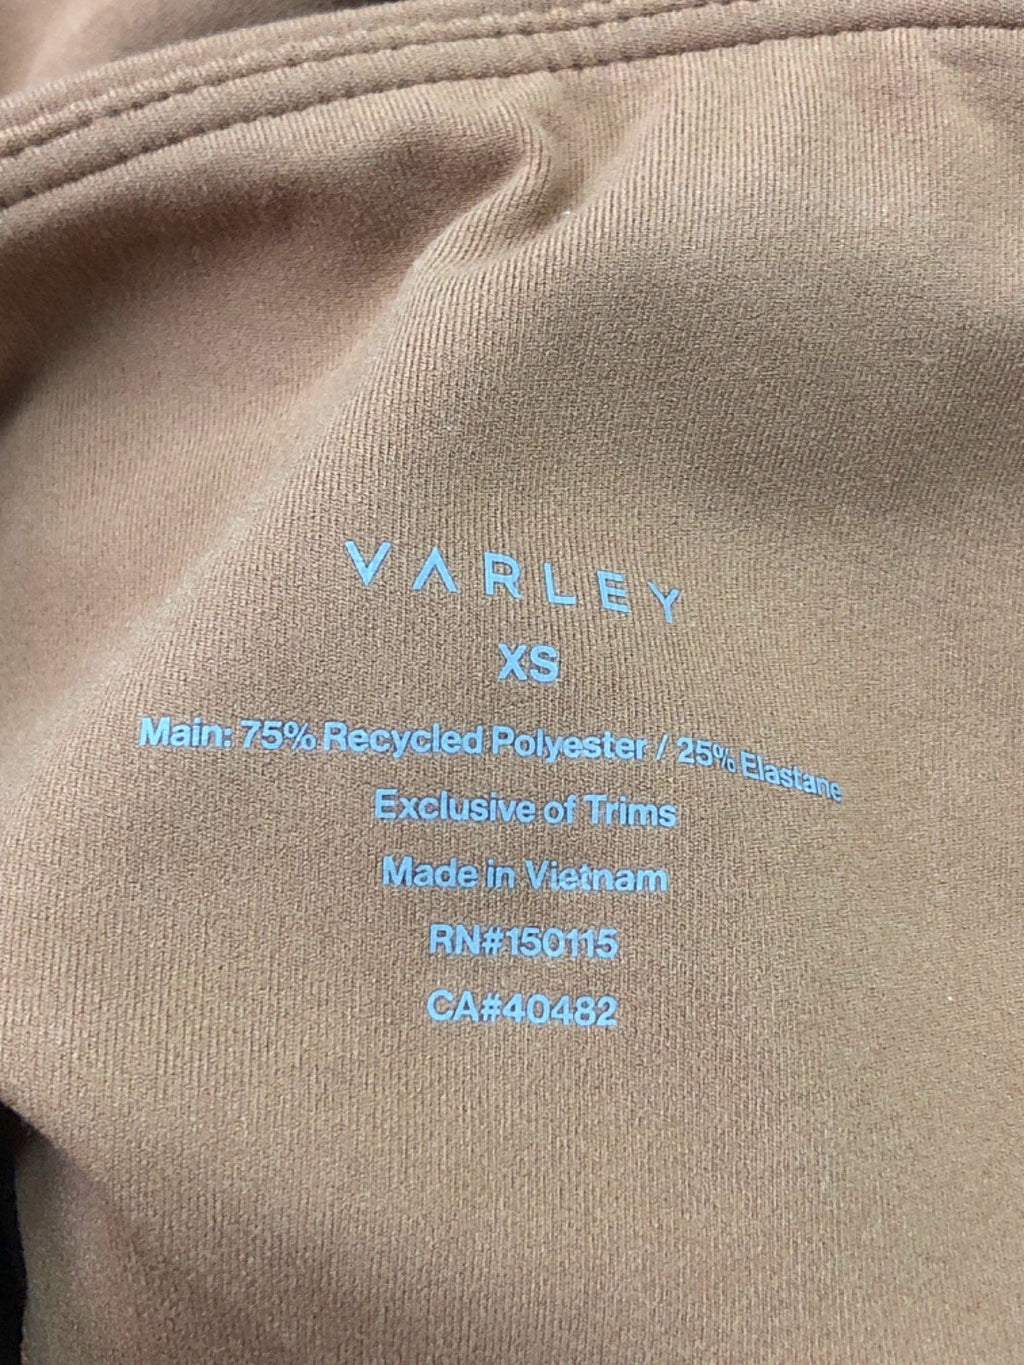 VARLEY
XS
Main: 75% Recycled Polyester / 25% Elastane
Exclusive of Trims
Made in Vietnam
RN#150115
CA#40482